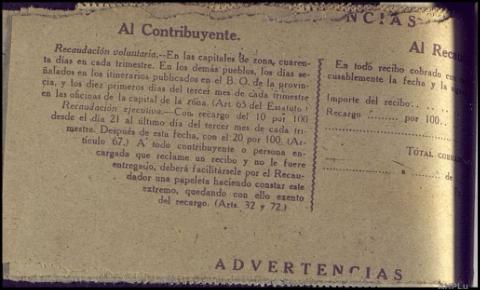 NCIAS
Al Contribuyente.
Recaudación voluntaria.—En las capitales de zona, cuaren-
ta días en cada trimestre. En los demás pueblos, los días se-
ñalados en los itinerarios publicados en el B. O. de la provin-
cia, y los diez primeros días del tercer mes de cada trimestre
en las oficinas de la capital de la zona. (Art. 63 del Estatuto.)
Recaudación ejecutiva.—Con recargo del 10 por 100
desde el día 21 al último día del tercer mes de cada tri-
mestre. Después de esta fecha, con el 20 por 100. (Ar-
tículo 67.) A todo contribuyente o persona en-
cargada que reclame un recibo y no le fuere
entregado, deberá facilitársele por el Recau-
dador una papeleta haciendo constar este
extremo, quedando con ello exento
del recargo. (Arts. 32 y 72.)
Al Reca
En todo recibo cobrado con
cusablemente la fecha y la
Importe del recibo
Recargo por 100
TOTAL COBR
a de
ADVERTENCIAS